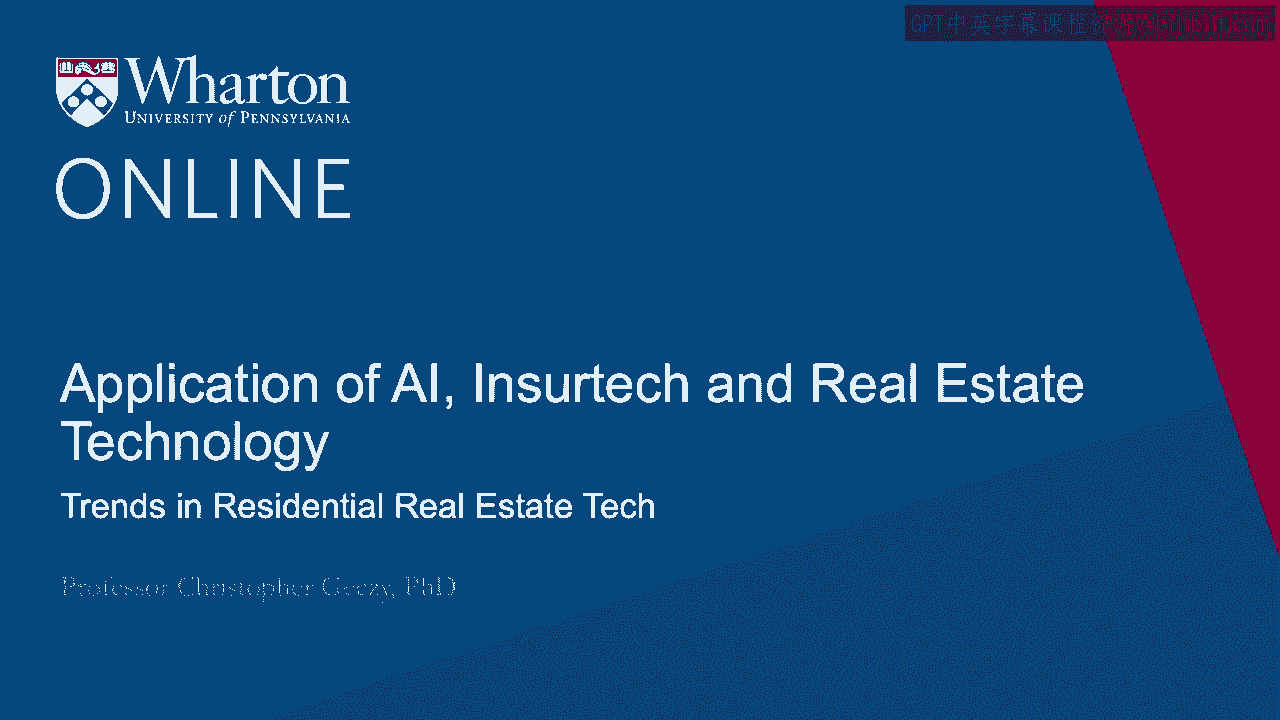 GPT中英字幕课程资源
Wharton
UNIVERSITY of PENNSYLVANIA
ONLINE
Application of AI, Insurtech and Real Estate
Technology
Trends in Residential Real Estate Tech
Professor Christopher Geczy, PhD